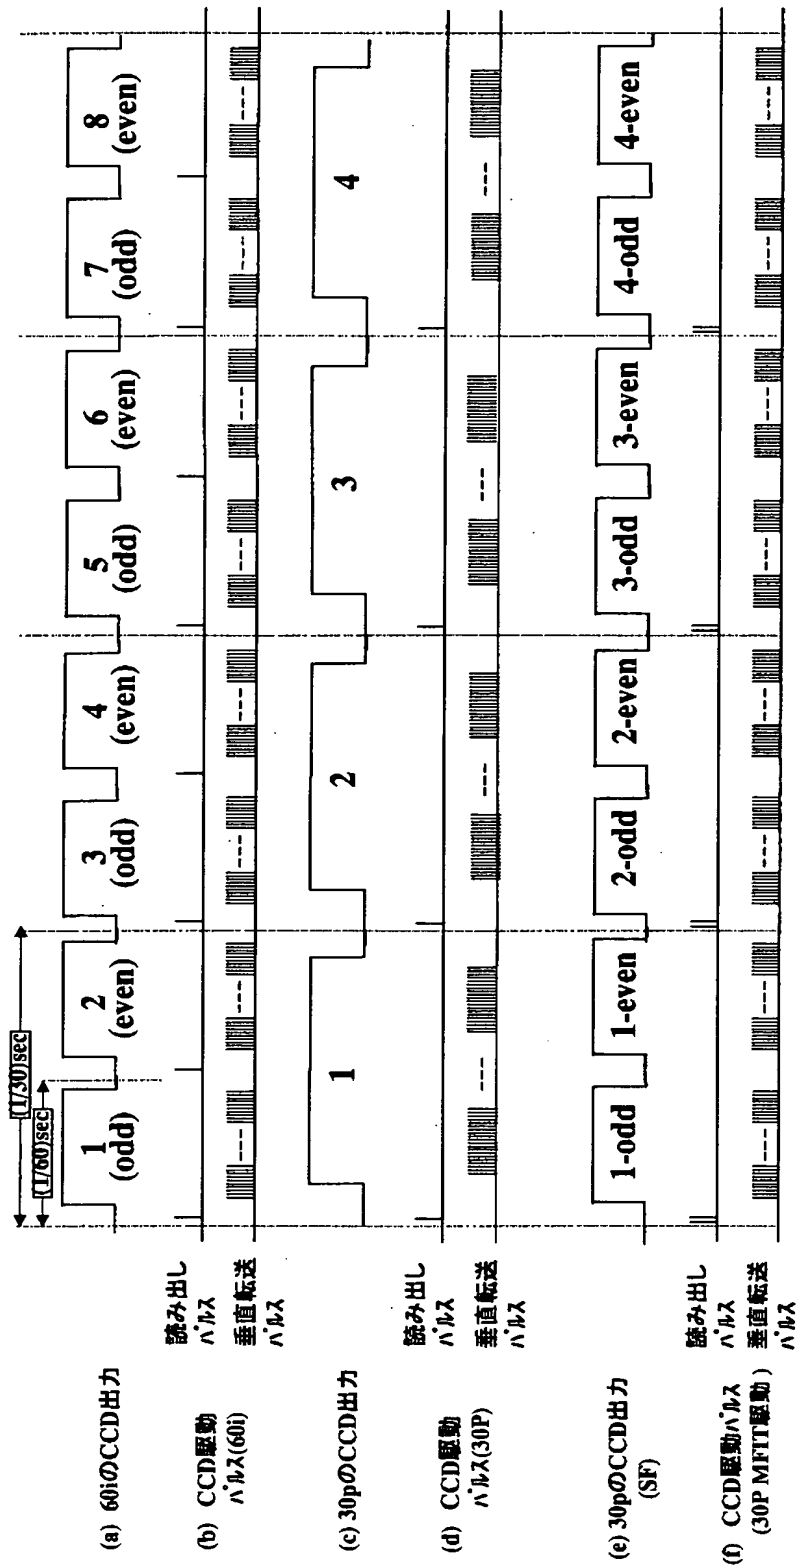 (1/30)sec
(1/60)sec
(a) 60iのCCD出力
1
(odd)
2
(even)
3
(odd)
4
(even)
5
(odd)
6
(even)
7
(odd)
8
(even)
(b) CCD駆動
パルス(60i)
読み出し
パルス
垂直転送
パルス
(c) 30pのCCD出力
1
2
3
4
(d) CCD駆動
パルス(30P)
読み出し
パルス
垂直転送
パルス
(e) 30pのCCD出力
(SF)
1-odd
1-even
2-odd
2-even
3-odd
3-even
4-odd
4-even
(f) CCD駆動パルス
(30P MFIT駆動)
読み出し
パルス
垂直転送
パルス